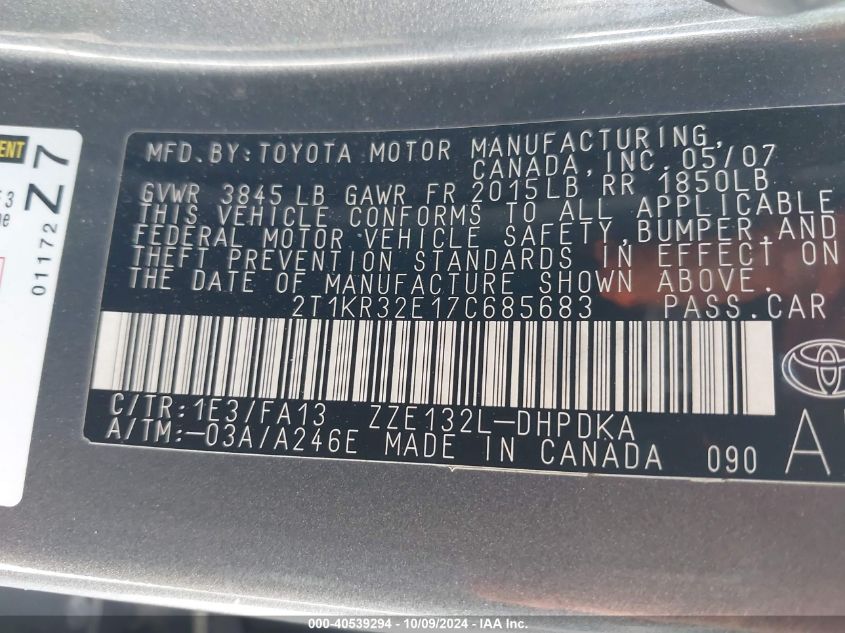 MFD.BY:TOYOTA MOTOR MANUFACTURING,
CANADA, INC. 05/07
GVWR 3845 LB GAWR FR 2015LB RR 1850LB
THIS VEHICLE CONFORMS TO ALL APPLICABLE
FEDERAL MOTOR VEHICLE SAFETY,BUMPER,AND
THEFT PREVENTION STANDARDS IN EFFECT ON
THE DATE OF MANUFACTURE SHOWN ABOVE.
2T1KR32E17C685683 PASS.CAR
C/TR:1E3/FA13 ZZE132L-DHPDKA
A/TM:-03A/A246E MADE IN CANADA 090
Z7
01172
000-40539294 - 10/09/2024 - IAA Inc.